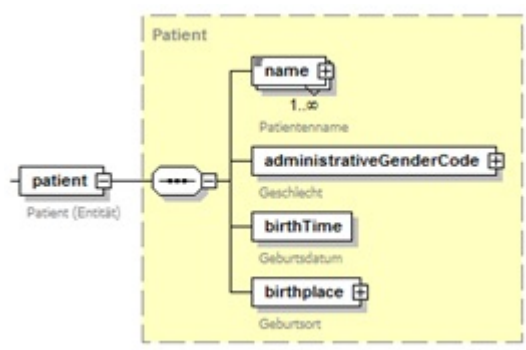 Patient
name
1..∞
Patientenname
administrativeGenderCode
Geschlecht
patient
Patient (Entität)
birthTime
Geburtsdatum
birthplace
Geburtsort